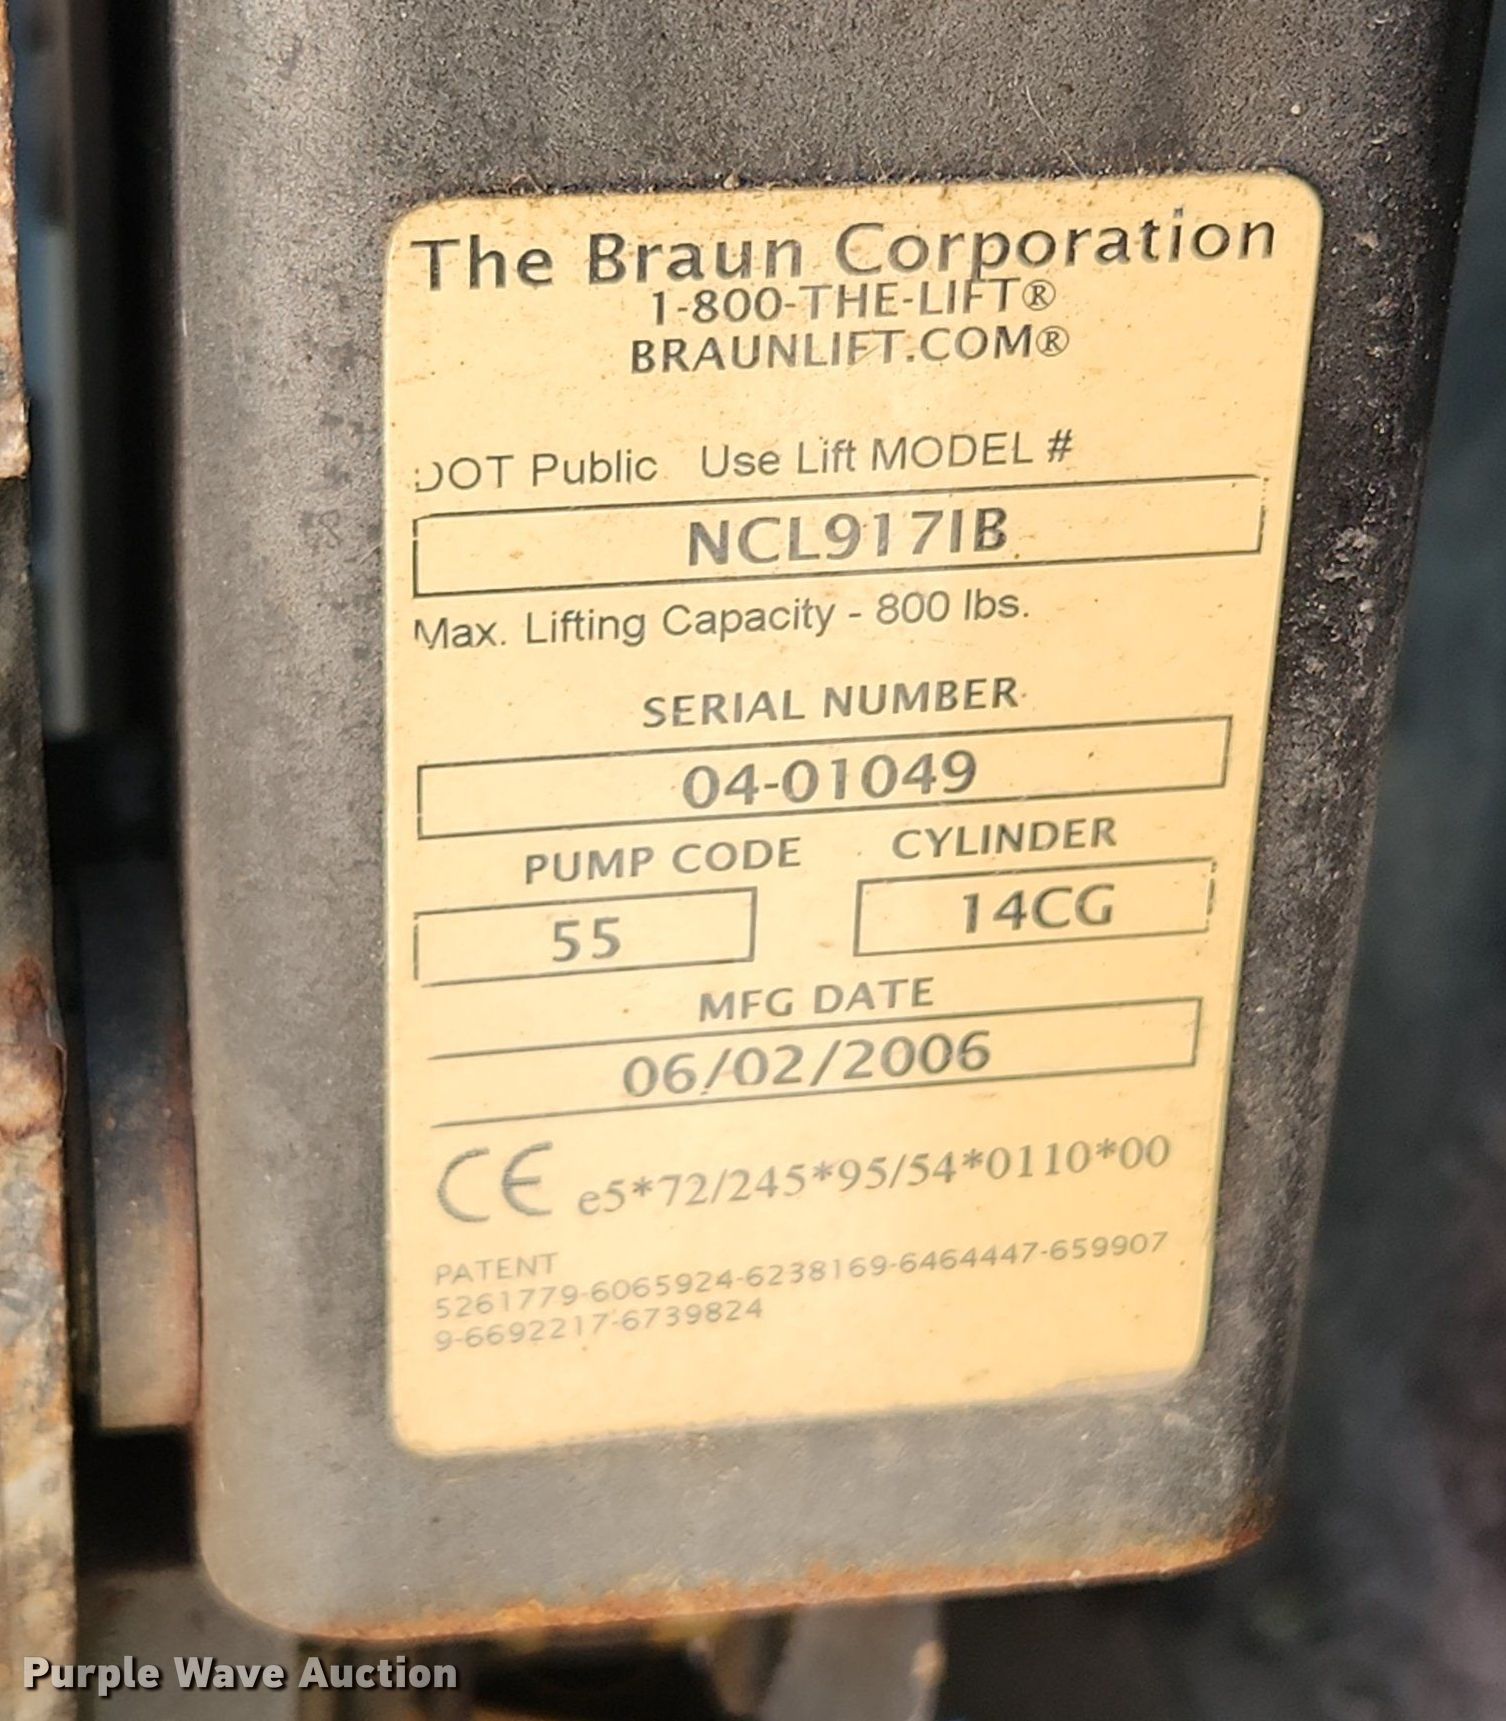 The Braun Corporation
1-800-THE-LIFT®
BRAUNLIFT.COM®
DOT Public Use Lift MODEL #
NCL917IB
Max. Lifting Capacity - 800 lbs.
SERIAL NUMBER
04-01049
PUMP CODE CYLINDER
55 14CG
MFG DATE
06/02/2006
CE e5*72/245*95/54*0110*00
PATENT
5261779-6065924-6238169-6464447-659907
9-6692217-6739824
Purple Wave Auction